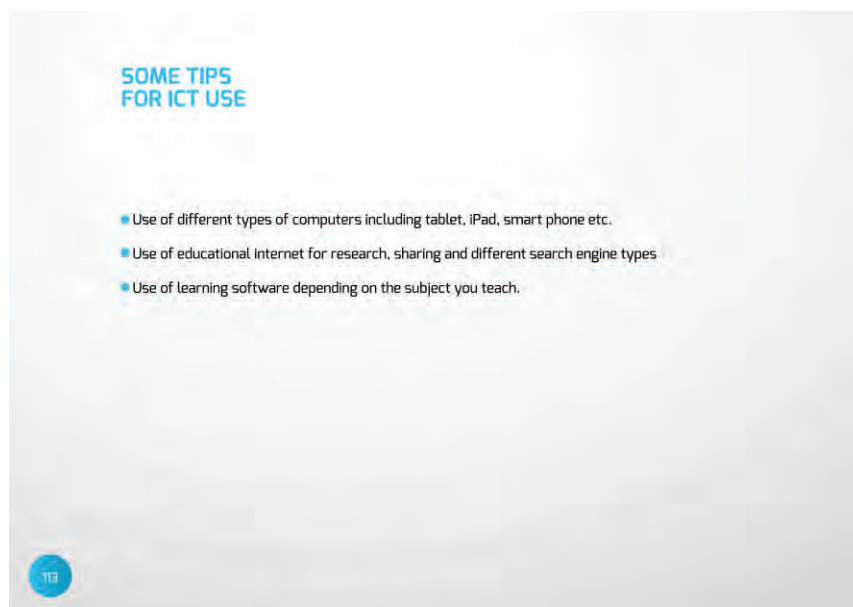 SOME TIPS
FOR ICT USE
Use of different types of computers including tablet, iPad, smart phone etc.
Use of educational internet for research, sharing and different search engine types
Use of learning software depending on the subject you teach.
113